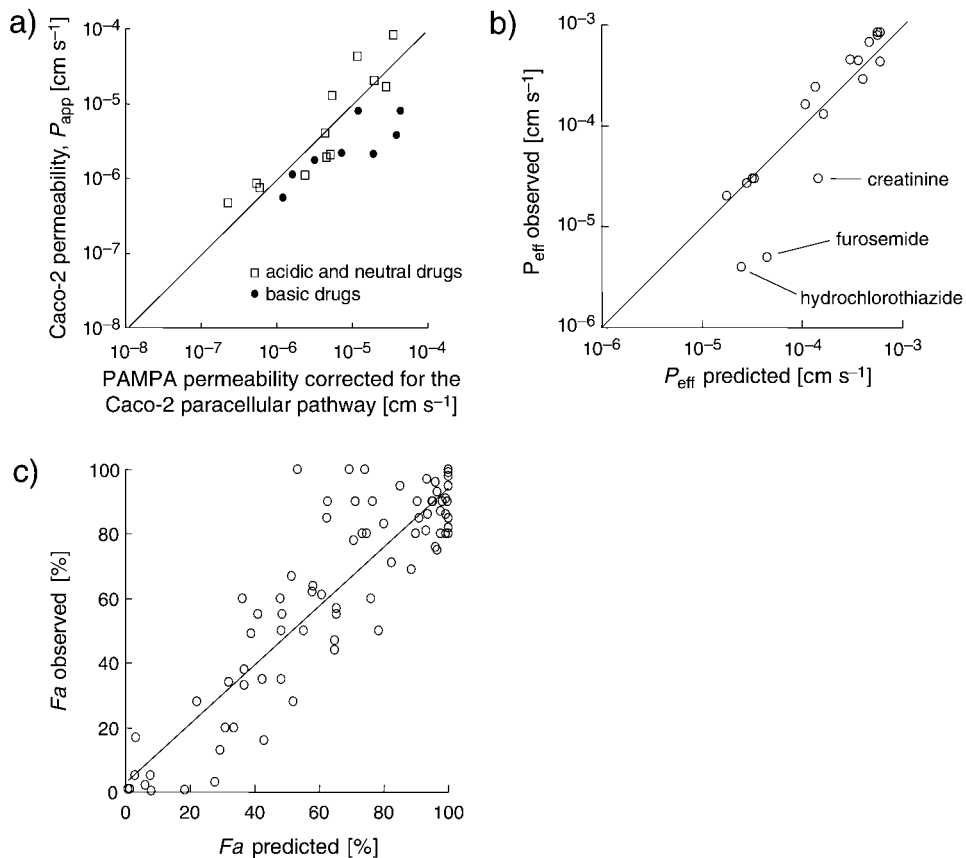 a)
Caco-2 permeability, P_app [cm s⁻¹]
10⁻⁴
10⁻⁵
10⁻⁶
10⁻⁷
10⁻⁸
acidic and neutral drugs
basic drugs
10⁻⁸ 10⁻⁷ 10⁻⁶ 10⁻⁵ 10⁻⁴
PAMPA permeability corrected for the
Caco-2 paracellular pathway [cm s⁻¹]
b)
P_eff observed [cm s⁻¹]
10⁻³
10⁻⁴
10⁻⁵
10⁻⁶
creatinine
furosemide
hydrochlorothiazide
10⁻⁶ 10⁻⁵ 10⁻⁴ 10⁻³
P_eff predicted [cm s⁻¹]
c)
Fa observed [%]
100
80
60
40
20
0
0 20 40 60 80 100
Fa predicted [%]